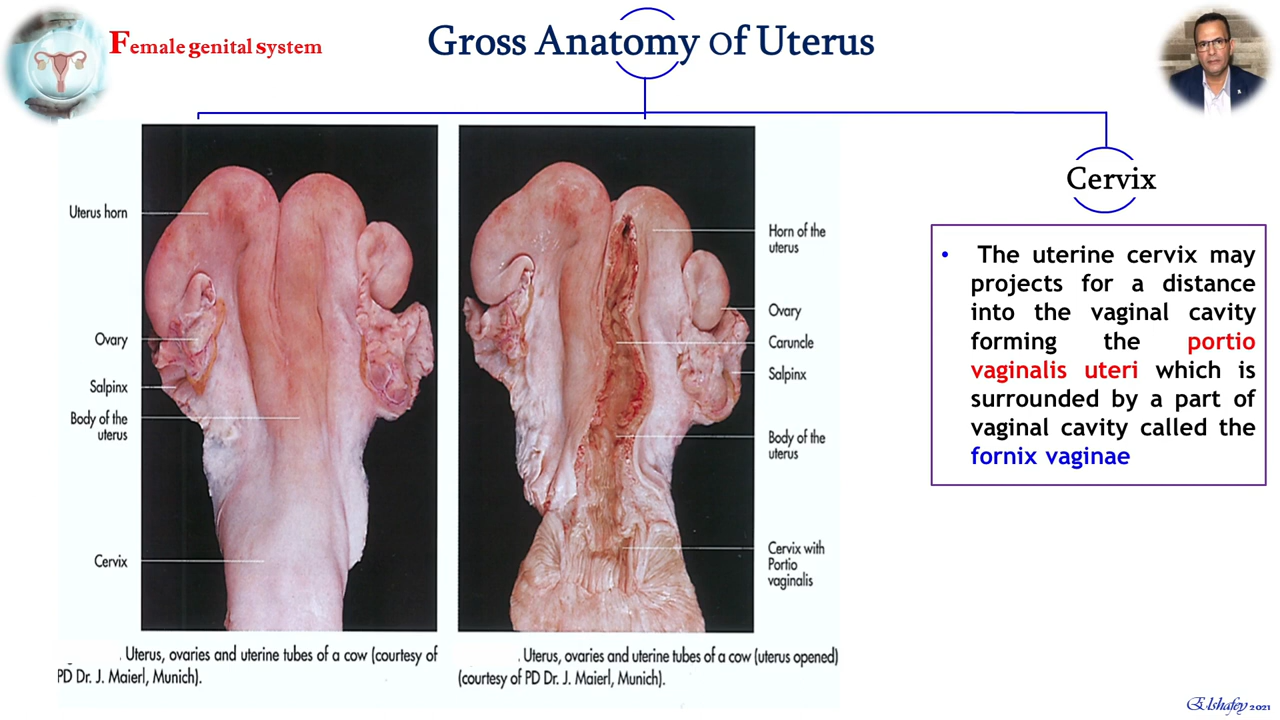 Female genital system
Gross Anatomy Of Uterus
Uterus horn
Ovary
Salpinx
Body of the
uterus
Cervix
Horn of the
uterus
Ovary
Caruncle
Salpinx
Body of the
uterus
Cervix with
Portio
vaginalis
. Uterus, ovaries and uterine tubes of a cow (courtesy of
PD Dr. J. Maierl, Munich).
. Uterus, ovaries and uterine tubes of a cow (uterus opened)
(courtesy of PD Dr. J. Maierl, Munich).
Cervix
• The uterine cervix may
projects for a distance
into the vaginal cavity
forming the portio
vaginalis uteri which is
surrounded by a part of
vaginal cavity called the
fornix vaginae
Elshafey 2021